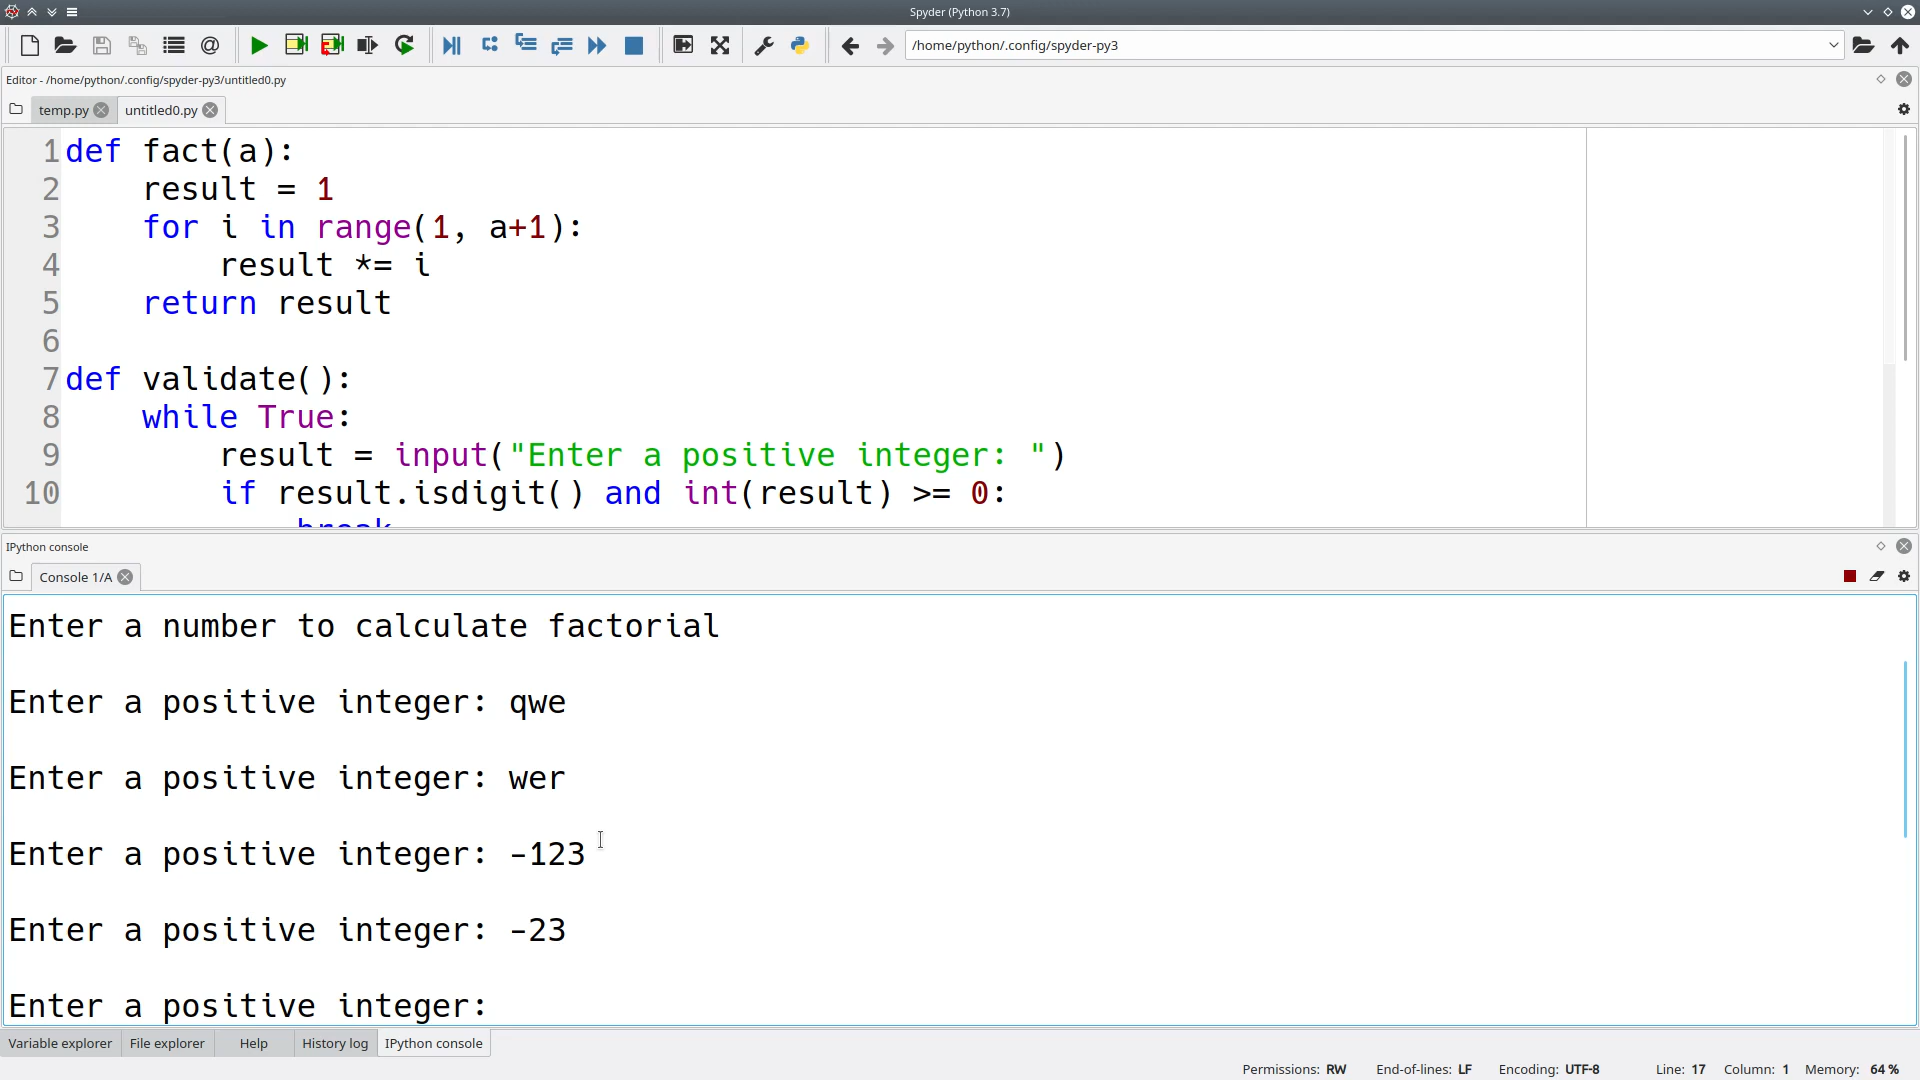 Spyder (Python 3.7)
/home/python/.config/spyder-py3
Editor - /home/python/.config/spyder-py3/untitled0.py
temp.py
untitled0.py
1 def fact(a):
2     result = 1
3     for i in range(1, a+1):
4         result *= i
5     return result
6
7 def validate():
8     while True:
9         result = input("Enter a positive integer: ")
10         if result.isdigit() and int(result) >= 0:
break
IPython console
Console 1/A
Enter a number to calculate factorial
Enter a positive integer: qwe
Enter a positive integer: wer
Enter a positive integer: -123
Enter a positive integer: -23
Enter a positive integer:
Variable explorer File explorer Help History log IPython console
Permissions: RW End-of-lines: LF Encoding: UTF-8 Line: 17 Column: 1 Memory: 64 %